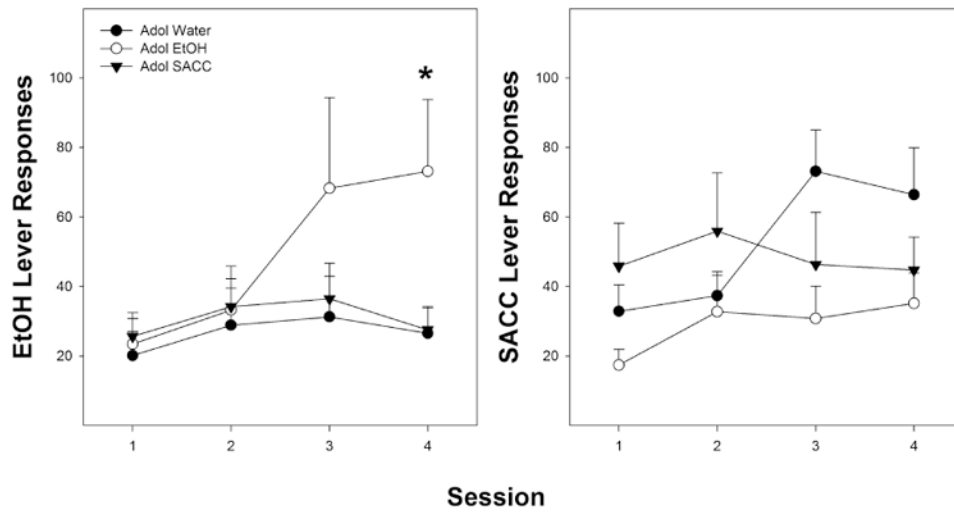 Adol Water
Adol EtOH
Adol SACC
*
EtOH Lever Responses
100
80
60
40
20
1 2 3 4
SACC Lever Responses
100
80
60
40
20
1 2 3 4
Session